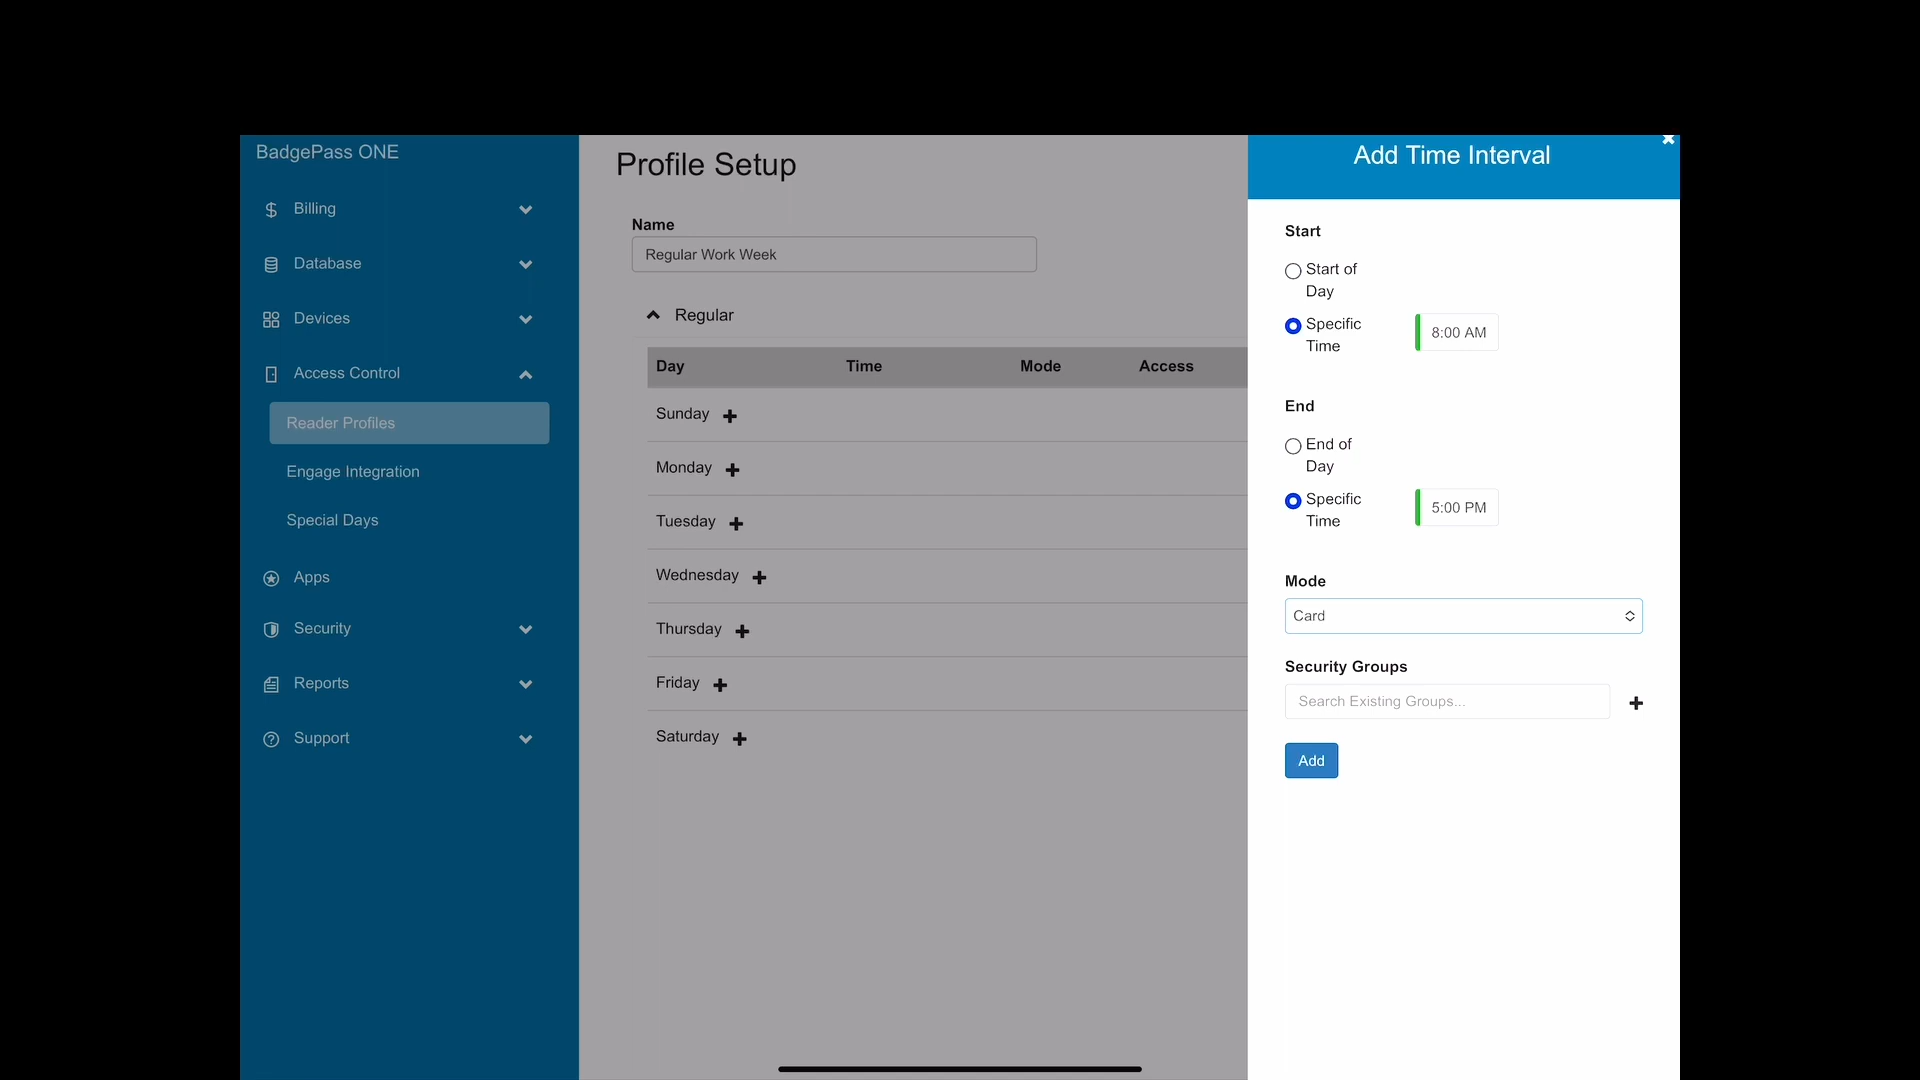 BadgePass ONE
Billing
Database
Devices
Access Control
Reader Profiles
Engage Integration
Special Days
Apps
Security
Reports
Support
Profile Setup
Name
Regular Work Week
Regular
Day Time Mode Access
Sunday
Monday
Tuesday
Wednesday
Thursday
Friday
Saturday
Add Time Interval
Start
Start of
Day
Specific
Time
8:00 AM
End
End of
Day
Specific
Time
5:00 PM
Mode
Card
Security Groups
Search Existing Groups...
Add